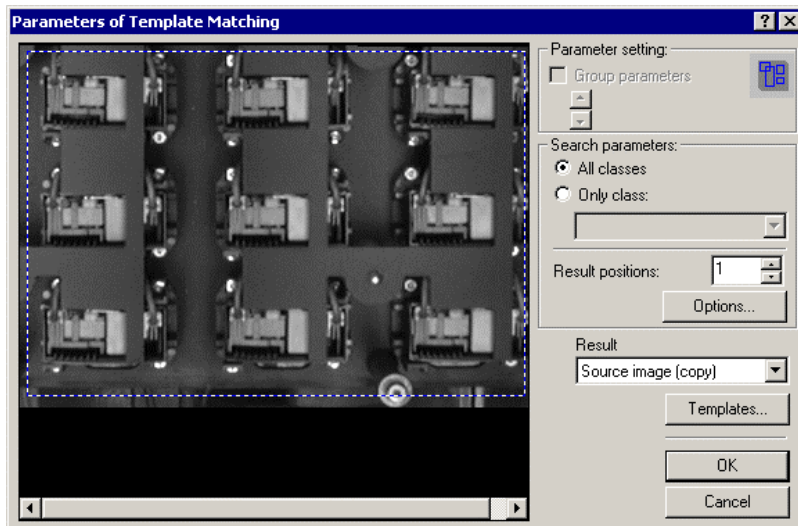 Parameters of Template Matching
Parameter setting:
Group parameters
Search parameters:
All classes
Only class:
Result positions:
1
Options...
Result
Source image (copy)
Templates...
OK
Cancel